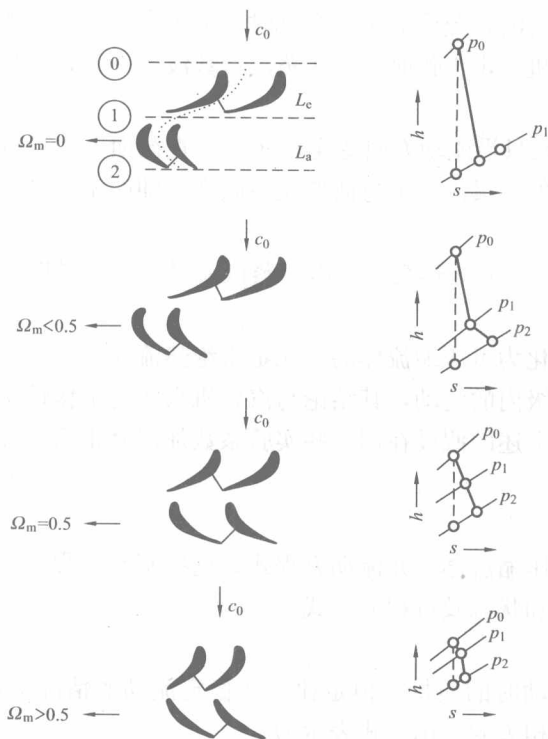 c₀
p₀
0
Lc
h
1
p₁
Ωm=0
La
2
s
c₀
p₀
h
p₁
Ωm<0.5
p₂
s
c₀
p₀
h
p₁
p₂
Ωm=0.5
s
c₀
p₀
p₁
h
p₂
Ωm>0.5
s